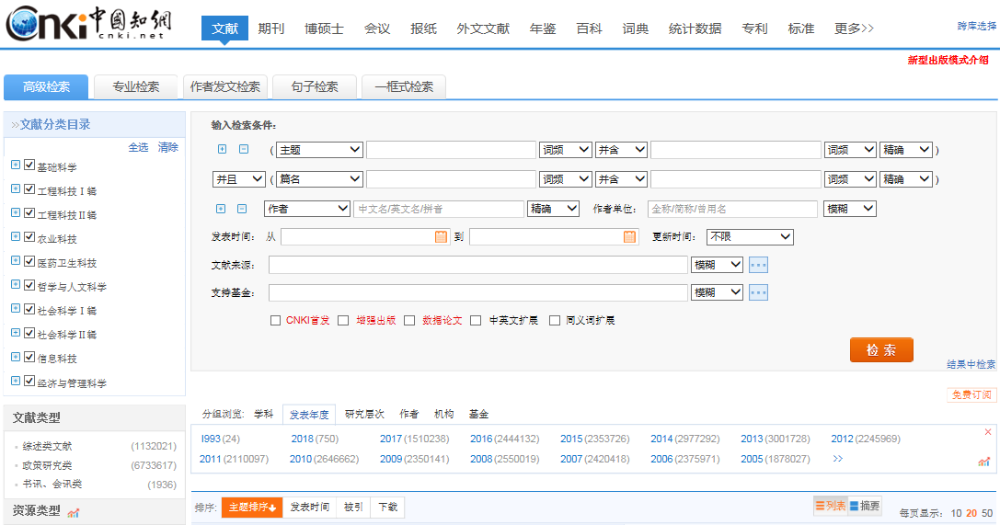 Cnki 中国知網
cnki.net
文献 期刊 博硕士 会议 报纸 外文文献 年鉴 百科 词典 统计数据 专利 标准 更多>>
跨库选择
新型出版模式介绍
高级检索 专业检索 作者发文检索 句子检索 一框式检索
»文献分类目录
全选 清除
基础科学
工程科技Ⅰ辑
工程科技Ⅱ辑
农业科技
医药卫生科技
哲学与人文科学
社会科学Ⅰ辑
社会科学Ⅱ辑
信息科技
经济与管理科学
文献类型
综述类文献 (1132021)
政策研究类 (6733617)
书讯、会讯类 (1936)
资源类型
输入检索条件:
( 主题 词频 并含 词频 精确 )
并且 ( 篇名 词频 并含 词频 精确 )
作者 中文名/英文名/拼音 精确 作者单位: 全称/简称/曾用名 模糊
发表时间: 从 到 更新时间: 不限
文献来源: 模糊 ...
支持基金: 模糊 ...
CNKI首发 增强出版 数据论文 中英文扩展 同义词扩展
检索
结果中检索
免费订阅
分组浏览: 学科 发表年度 研究层次 作者 机构 基金
1993(24) 2018(750) 2017(1510238) 2016(2444132) 2015(2353726) 2014(2977292) 2013(3001728) 2012(2245969)
2011(2110097) 2010(2646662) 2009(2350141) 2008(2550019) 2007(2420418) 2006(2375971) 2005(1878027) >>
排序: 主题排序↓ 发表时间 被引 下载
列表 摘要
每页显示: 10 20 50